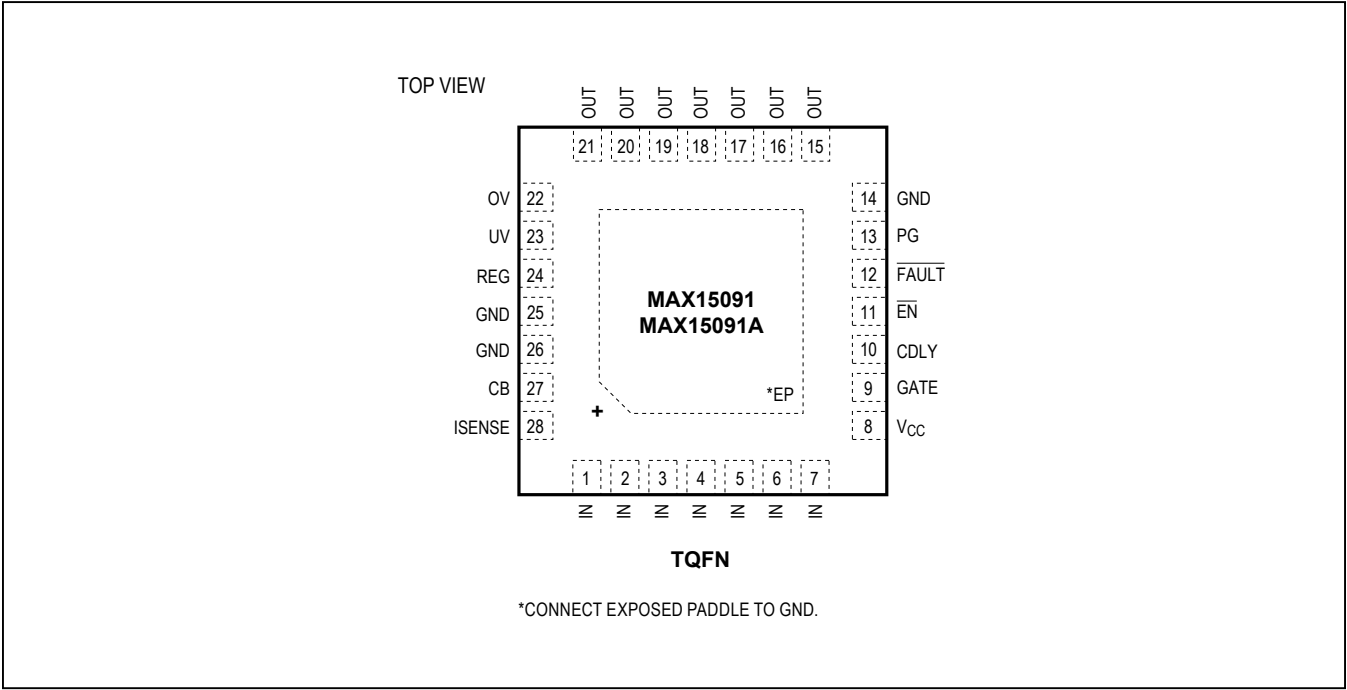 TOP VIEW
OUT OUT OUT OUT OUT OUT OUT
21 20 19 18 17 16 15
OV 22 14 GND
UV 23 13 PG
REG 24 12 F̅A̅U̅L̅T̅
GND 25 11 E̅N̅
GND 26 10 CDLY
CB 27 9 GATE
ISENSE 28 8 VCC
MAX15091
MAX15091A
*EP
+
1 2 3 4 5 6 7
IN IN IN IN IN IN IN
TQFN
*CONNECT EXPOSED PADDLE TO GND.